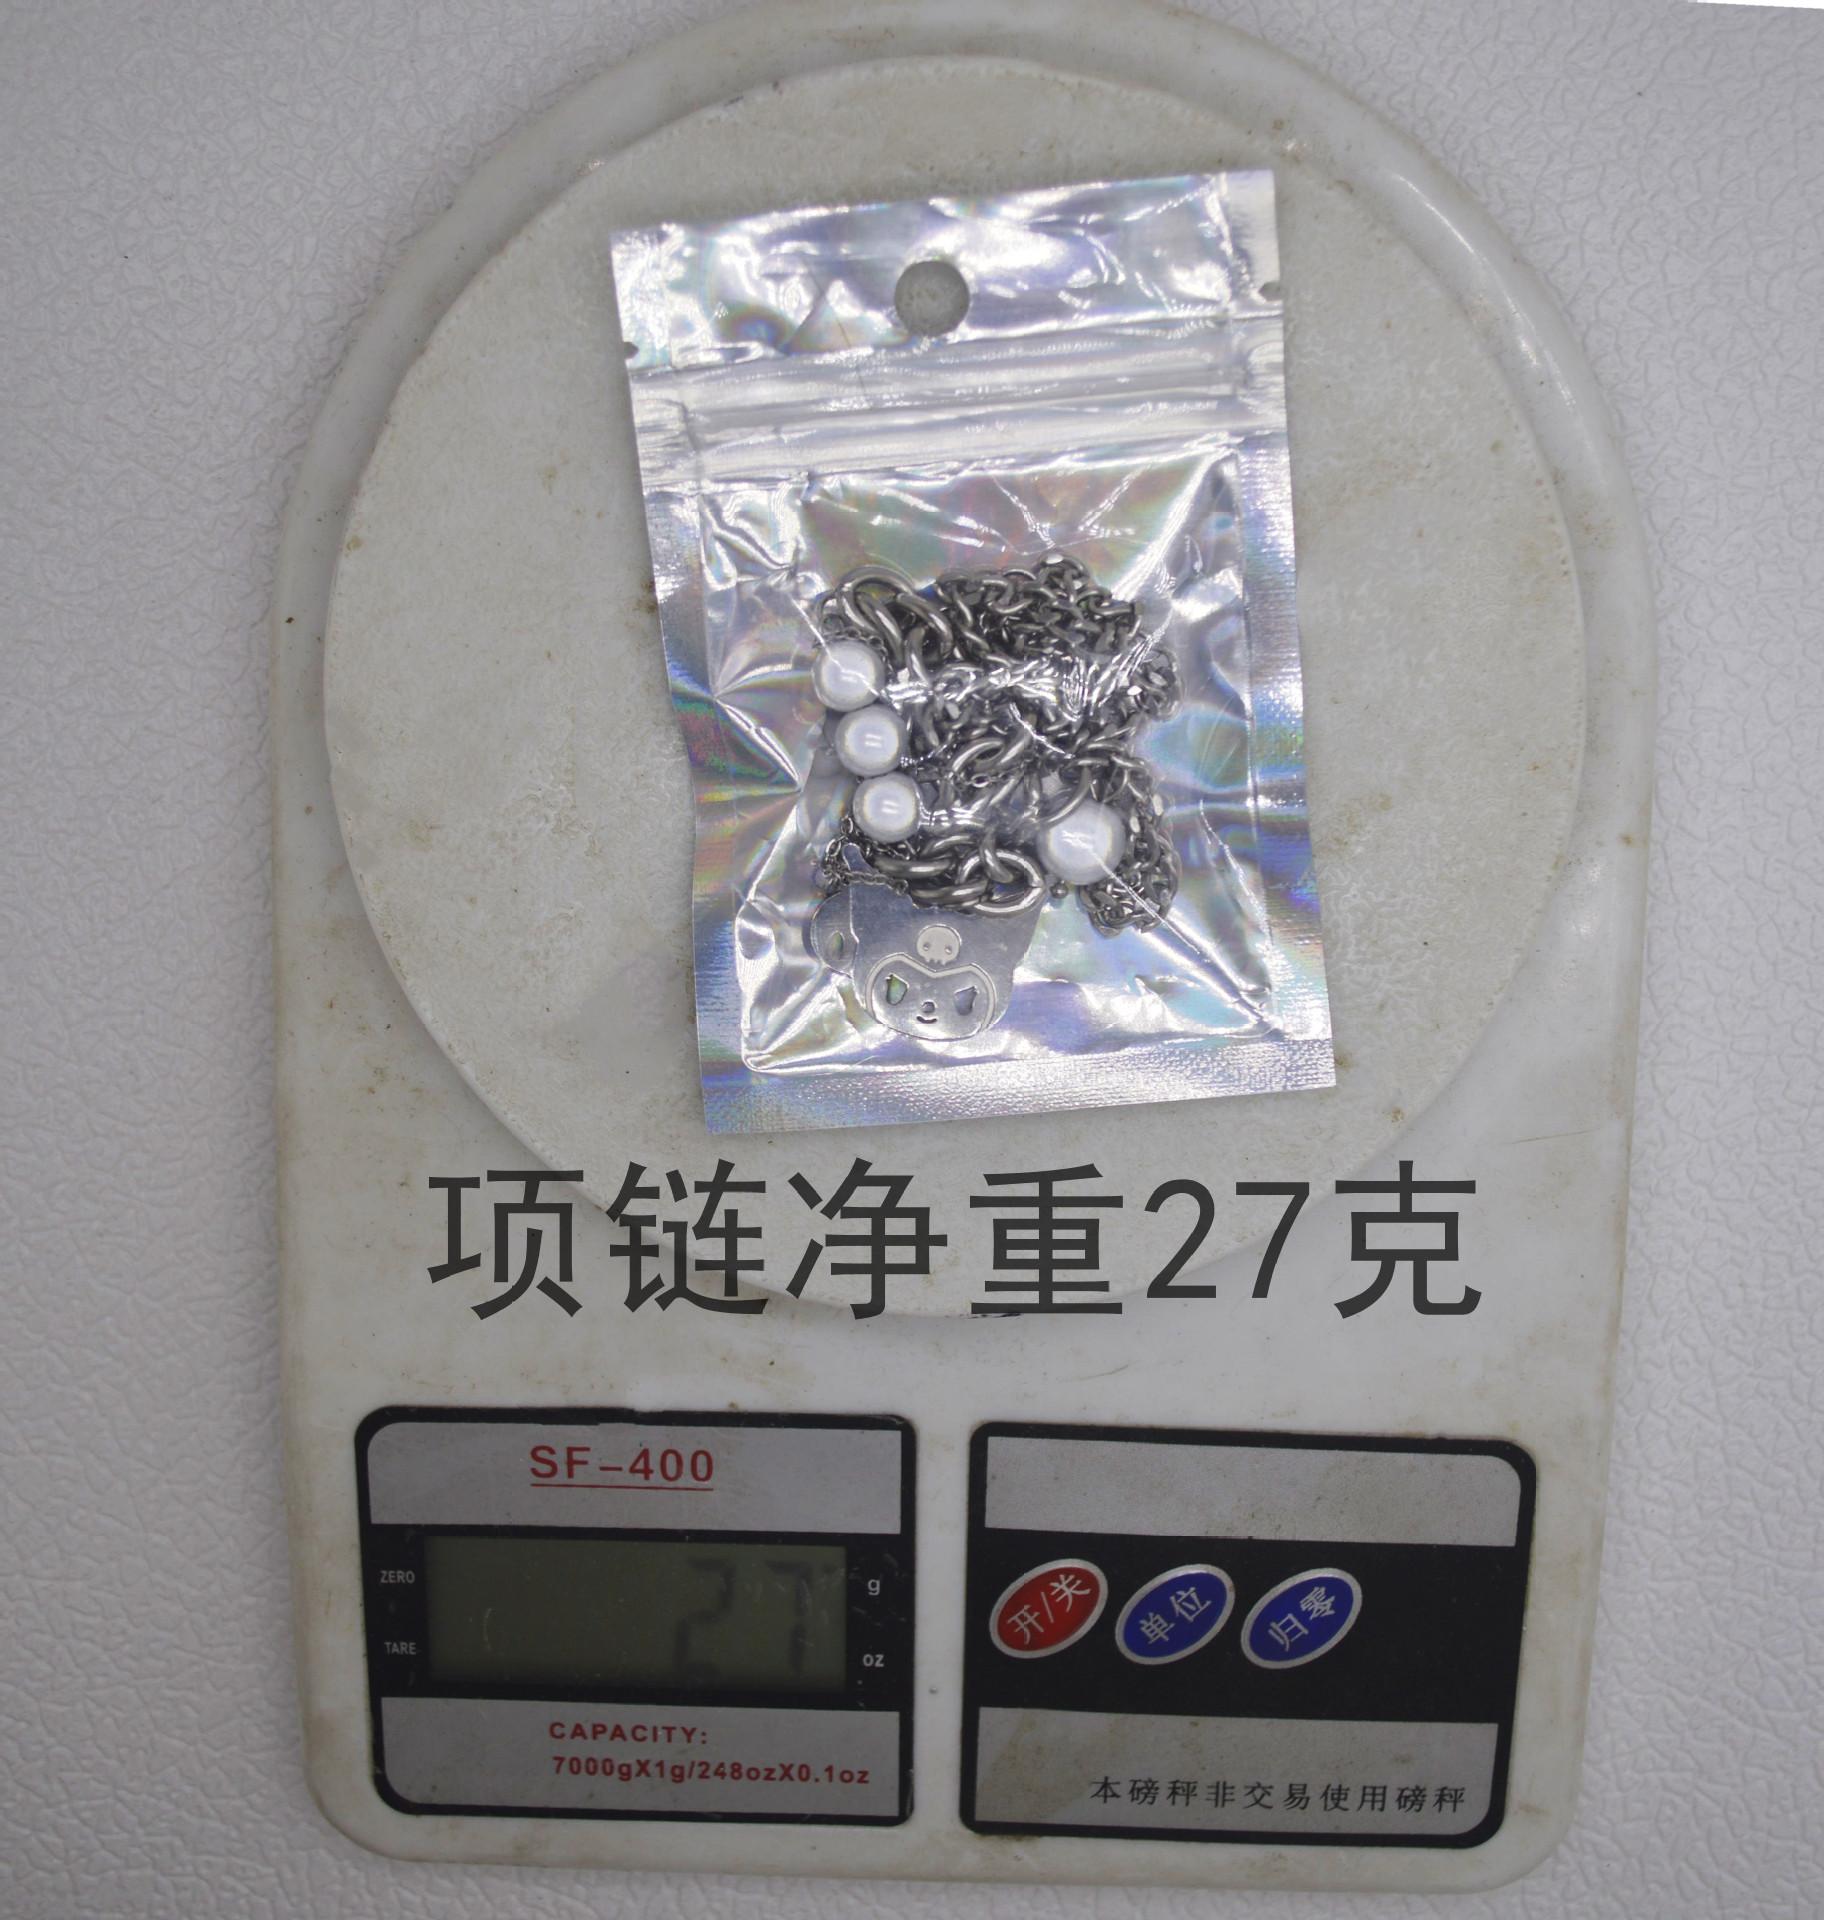 项链净重27克
SF-400
ZERO
TARE
27
g
oz
CAPACITY:
7000gX1g/248ozX0.1oz
开/关
单位
归零
本磅秤非交易使用磅秤